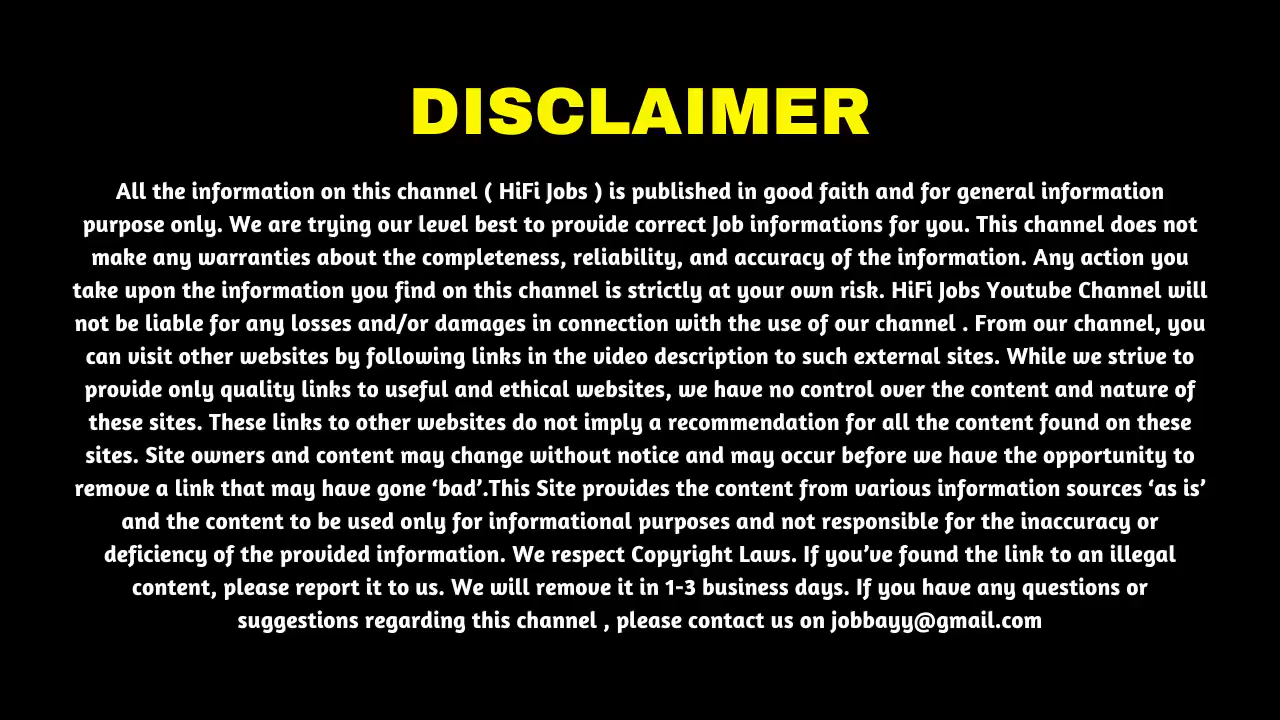 DISCLAIMER
All the information on this channel ( HiFi Jobs ) is published in good faith and for general information
purpose only. We are trying our level best to provide correct Job informations for you. This channel does not
make any warranties about the completeness, reliability, and accuracy of the information. Any action you
take upon the information you find on this channel is strictly at your own risk. HiFi Jobs Youtube Channel will
not be liable for any losses and/or damages in connection with the use of our channel . From our channel, you
can visit other websites by following links in the video description to such external sites. While we strive to
provide only quality links to useful and ethical websites, we have no control over the content and nature of
these sites. These links to other websites do not imply a recommendation for all the content found on these
sites. Site owners and content may change without notice and may occur before we have the opportunity to
remove a link that may have gone ‘bad’.This Site provides the content from various information sources ‘as is’
and the content to be used only for informational purposes and not responsible for the inaccuracy or
deficiency of the provided information. We respect Copyright Laws. If you’ve found the link to an illegal
content, please report it to us. We will remove it in 1-3 business days. If you have any questions or
suggestions regarding this channel , please contact us on jobbayy@gmail.com